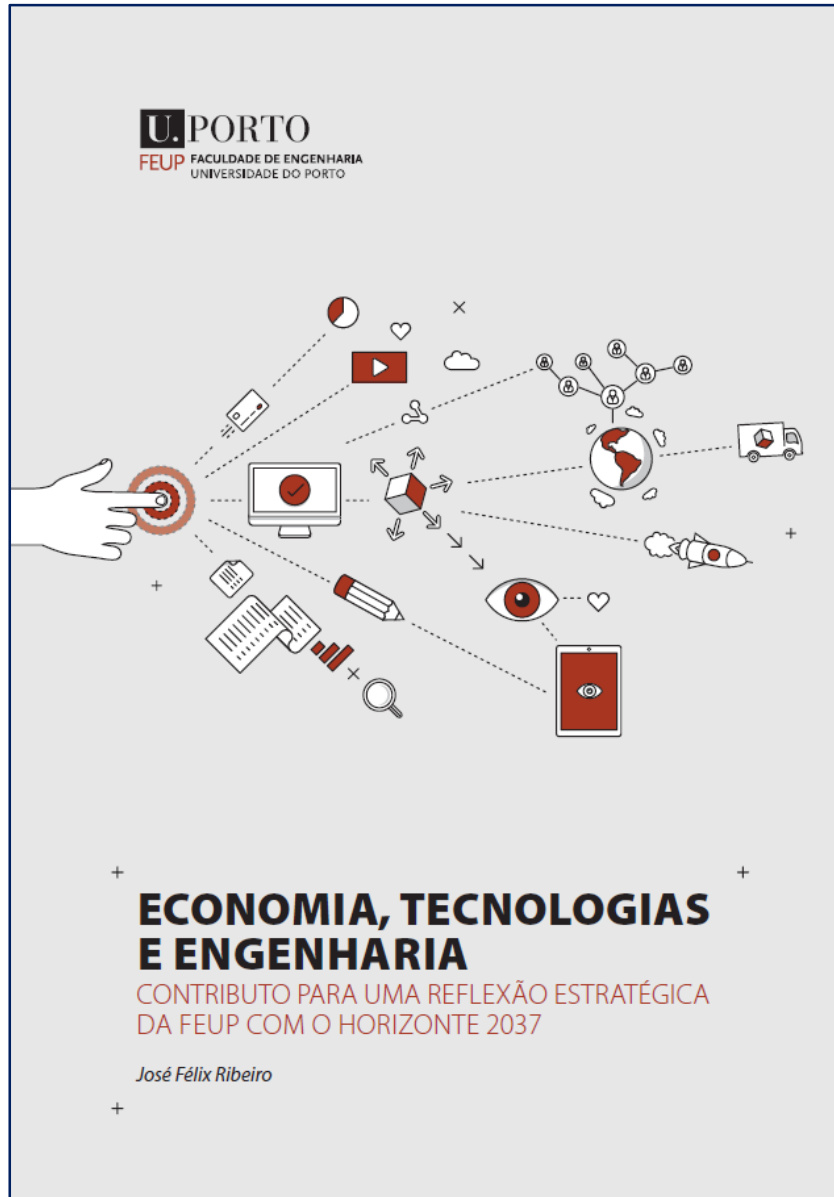 U. PORTO
FEUP FACULDADE DE ENGENHARIA
UNIVERSIDADE DO PORTO
ECONOMIA, TECNOLOGIAS
E ENGENHARIA
CONTRIBUTO PARA UMA REFLEXÃO ESTRATÉGICA
DA FEUP COM O HORIZONTE 2037
José Félix Ribeiro